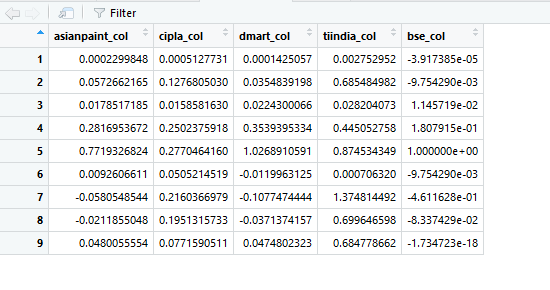 Filter
asianpaint_col cipla_col dmart_col tiindia_col bse_col
1 0.0002299848 0.0005127731 0.0001425057 0.002752952 -3.917385e-05
2 0.0572662165 0.1276805030 0.0354839198 0.685484982 -9.754290e-03
3 0.0178517185 0.0158581630 0.0224300066 0.028204073 1.145719e-02
4 0.2816953672 0.2502375918 0.3539395334 0.445052758 1.807915e-01
5 0.7719326824 0.2770464160 1.0268910591 0.874534349 1.000000e+00
6 0.0092606611 0.0505214519 -0.0119963125 0.000706320 -9.754290e-03
7 -0.0580548544 0.2160366979 -0.1077474444 1.374814492 -4.611628e-01
8 -0.0211855048 0.1951315733 -0.0371374157 0.699646598 -8.337429e-02
9 0.0480055554 0.0771590511 0.0474802323 0.684778662 -1.734723e-18